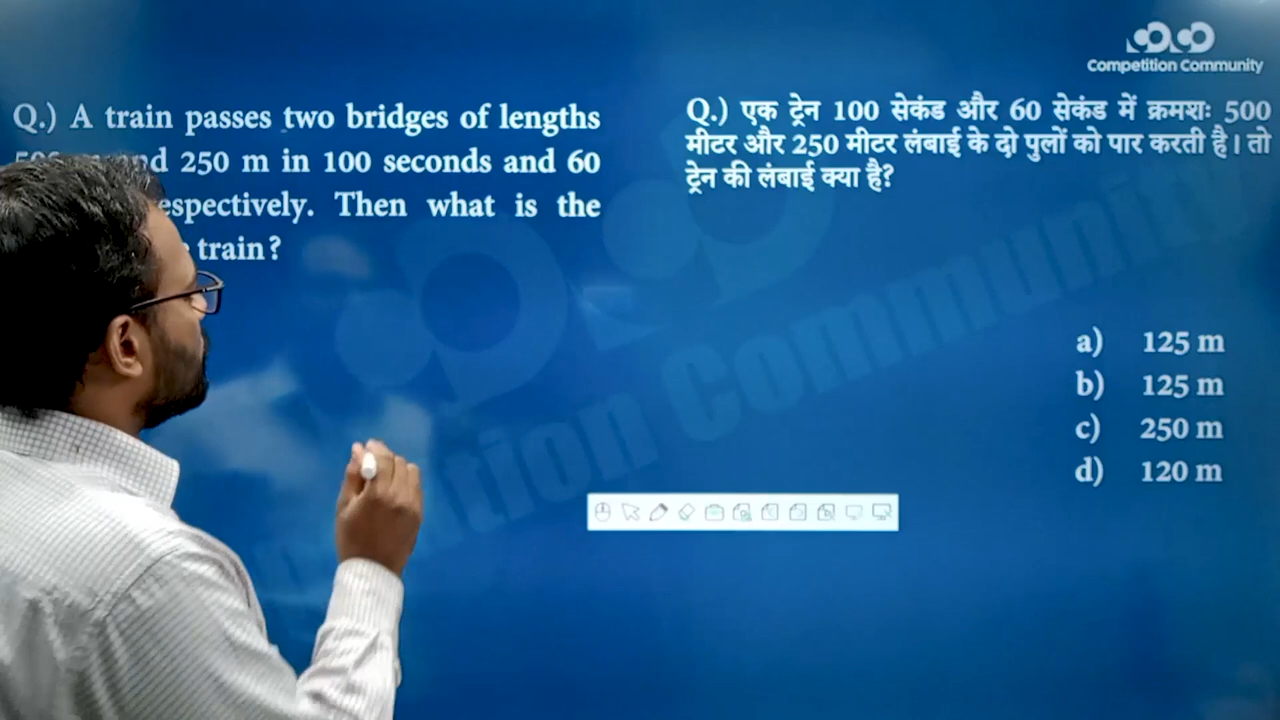 Competition Community
Q.) A train passes two bridges of lengths
250 m in 100 seconds and 60
Then what is the
train?
Q.) एक ट्रेन 100 सेकंड और 60 सेकंड में क्रमशः 500
मीटर और 250 मीटर लंबाई के दो पुलों को पार करती है। तो
ट्रेन की लंबाई क्या है?
a) 125 m
b) 125 m
c) 250 m
d) 120 m
Community